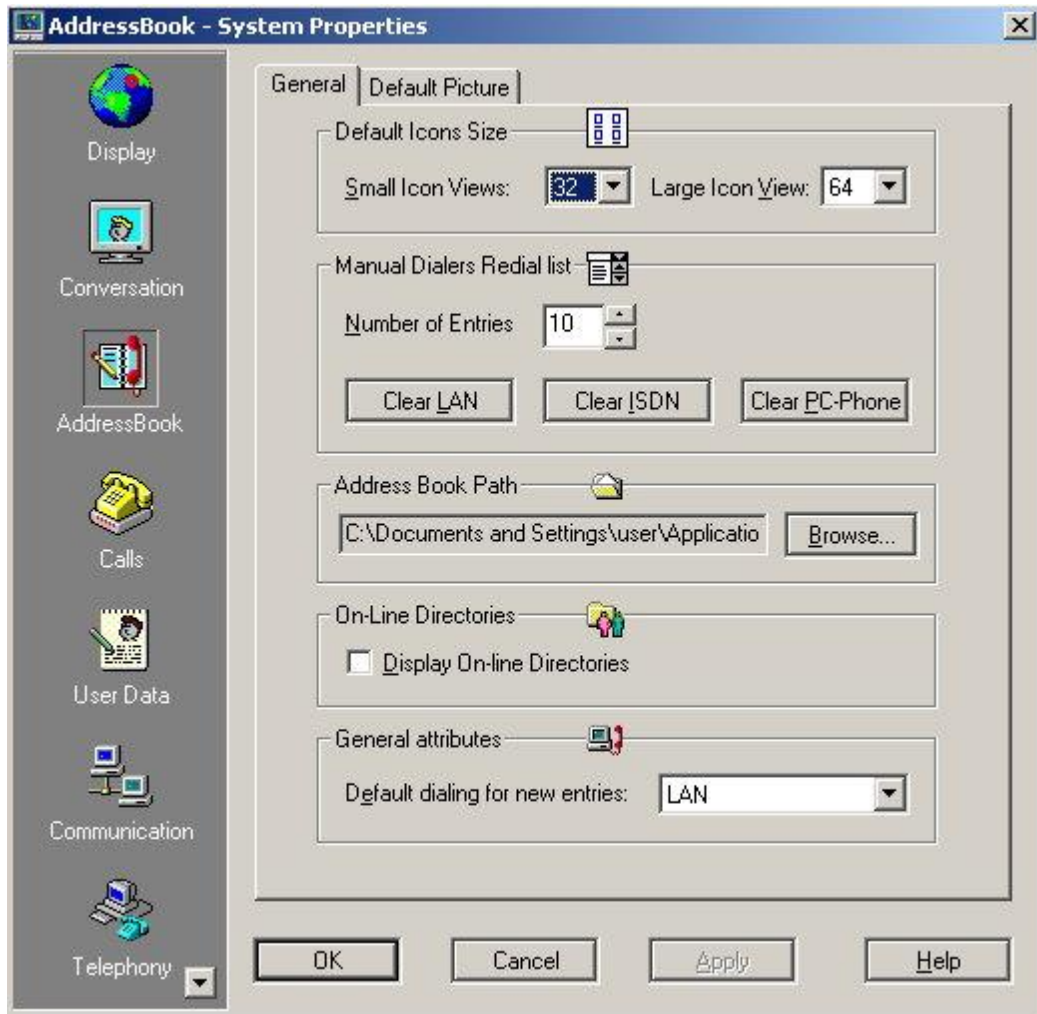 AddressBook - System Properties
Display
Conversation
AddressBook
Calls
User Data
Communication
Telephony
General
Default Picture
Default Icons Size
Small Icon Views: 32 Large Icon View: 64
Manual Dialers Redial list
Number of Entries 10
Clear LAN Clear ISDN Clear PC-Phone
Address Book Path
C:\Documents and Settings\user\Applicatio Browse...
On-Line Directories
Display On-line Directories
General attributes
Default dialing for new entries: LAN
OK Cancel Apply Help